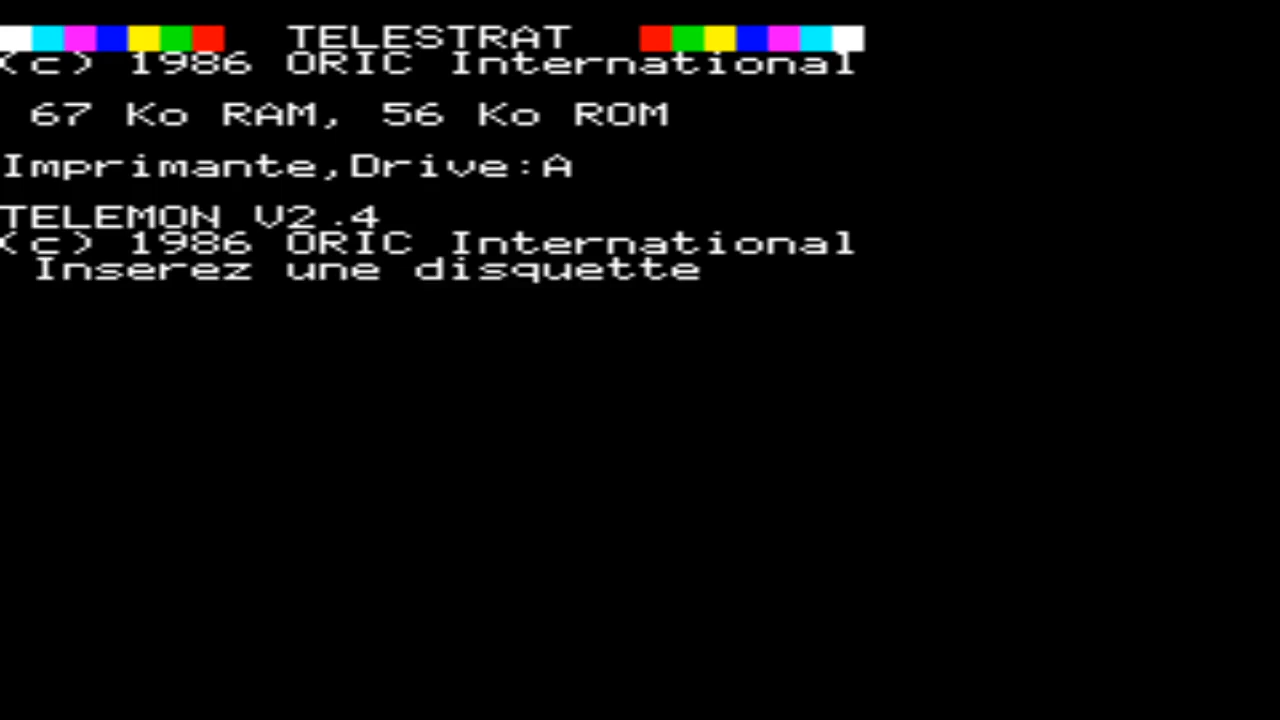 TELESTRAT
(c) 1986 ORIC International
67 Ko RAM, 56 Ko ROM
Imprimante,Drive:A
TELEMON V2.4
(c) 1986 ORIC International
Inserez une disquette